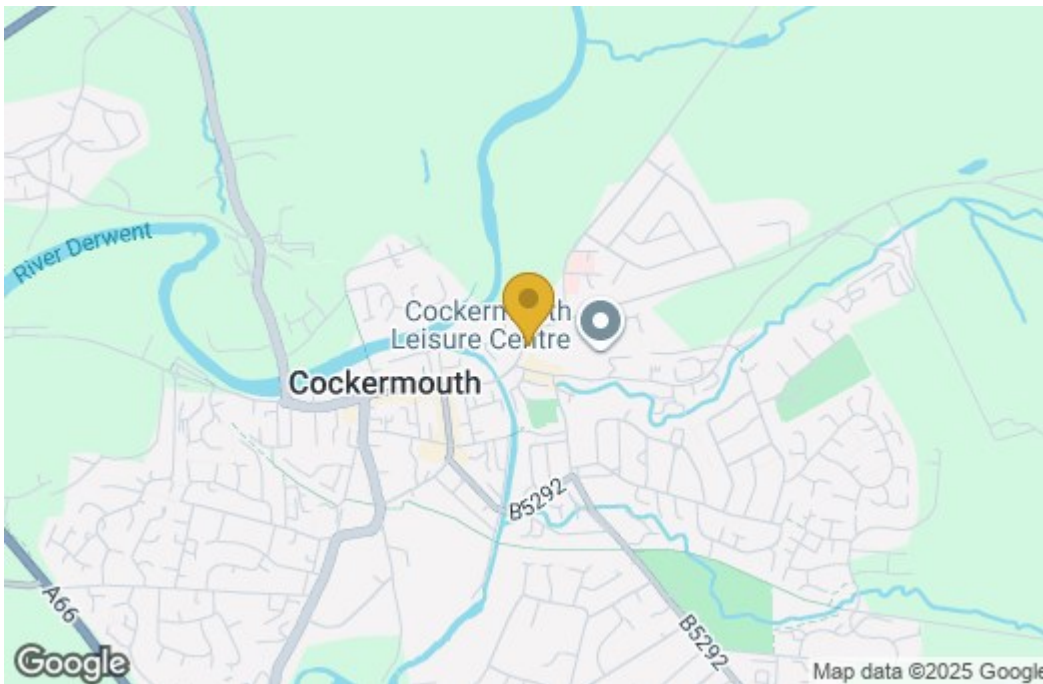 River Derwent
Cockermouth
Leisure Centre
Cockermouth
B5292
A66
B5292
Google
Map data ©2025 Google